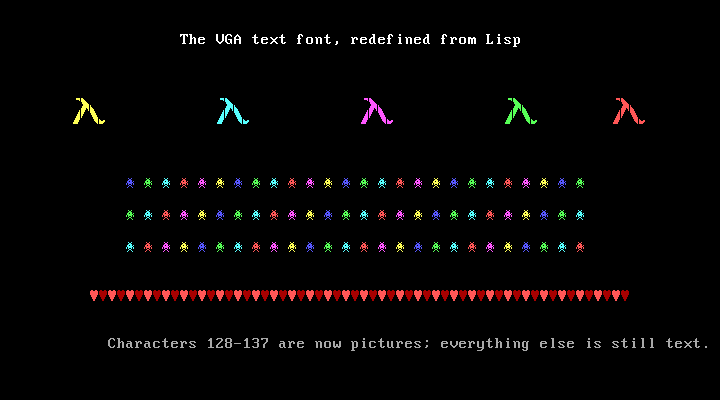 The VGA text font, redefined from Lisp
λ λ λ λ λ
Characters 128-137 are now pictures; everything else is still text.